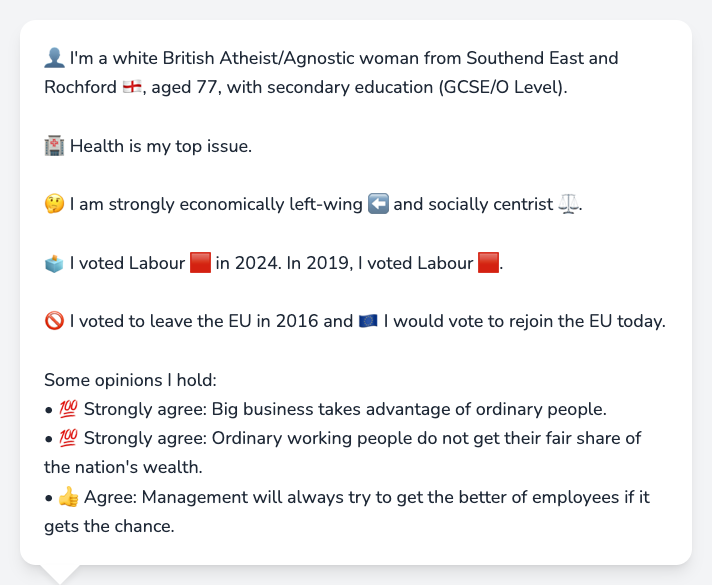 👤 I'm a white British Atheist/Agnostic woman from Southend East and
Rochford 🏴󠁧󠁢󠁥󠁮󠁧󠁿, aged 77, with secondary education (GCSE/O Level).
🏥 Health is my top issue.
🤔 I am strongly economically left-wing ⬅️ and socially centrist ⚖️.
🗳️ I voted Labour 🟥 in 2024. In 2019, I voted Labour 🟥.
🚫 I voted to leave the EU in 2016 and 🇪🇺 I would vote to rejoin the EU today.
Some opinions I hold:
• 💯 Strongly agree: Big business takes advantage of ordinary people.
• 💯 Strongly agree: Ordinary working people do not get their fair share of
the nation's wealth.
• 👍 Agree: Management will always try to get the better of employees if it
gets the chance.